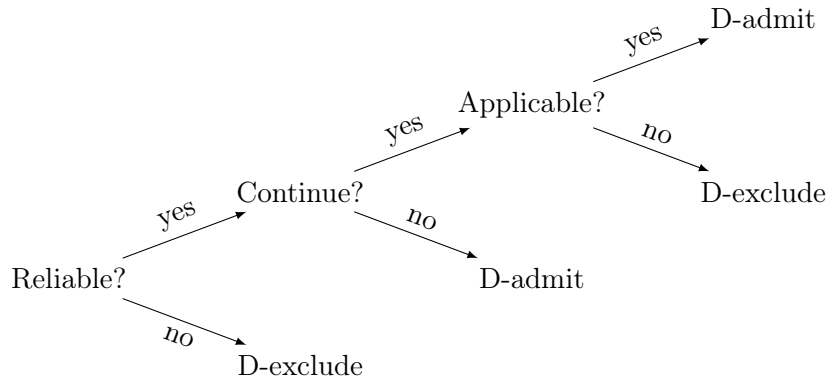 D-admit
yes
Applicable?
yes
no
Continue?
D-exclude
yes
no
Reliable?
D-admit
no
D-exclude